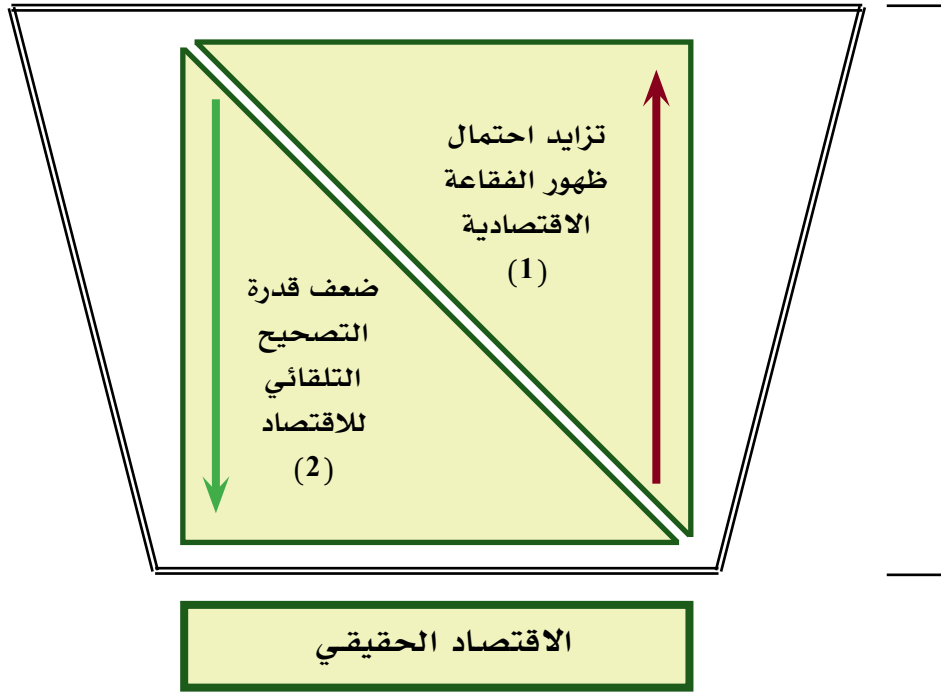 تزايد احتمال
ظهور الفقاعة
الاقتصادية
(1)
ضعف قدرة
التصحيح
التلقائي
للاقتصاد
(2)
الاقتصاد الحقيقي